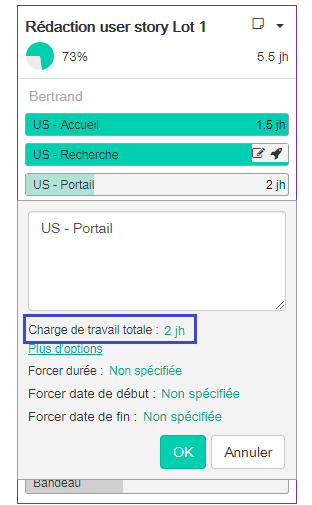 Rédaction user story Lot 1
73% 5.5 jh
Bertrand
US - Accueil 1.5 jh
US - Recherche
US - Portail 2 jh
US - Portail
Charge de travail totale : 2 jh
Plus d'options
Forcer durée : Non spécifiée
Forcer date de début : Non spécifiée
Forcer date de fin : Non spécifiée
OK Annuler
Bandeau